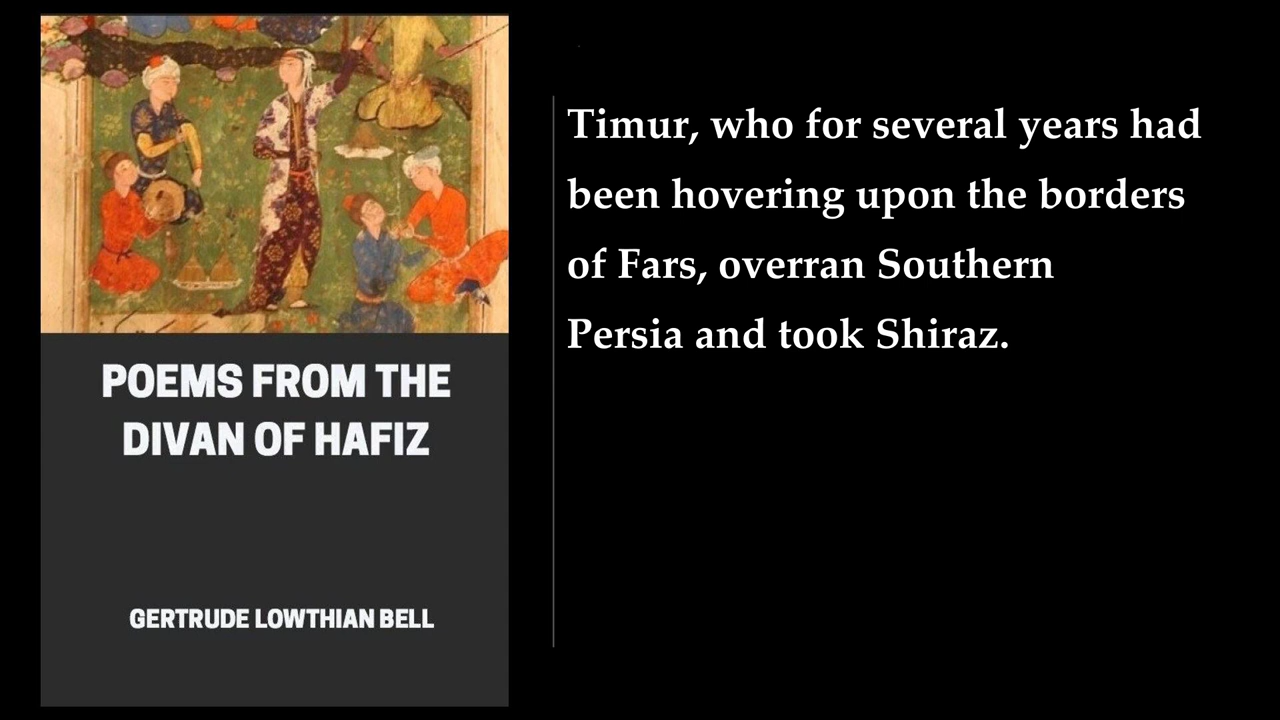 POEMS FROM THE
DIVAN OF HAFIZ
GERTRUDE LOWTHIAN BELL
Timur, who for several years had
been hovering upon the borders
of Fars, overran Southern
Persia and took Shiraz.